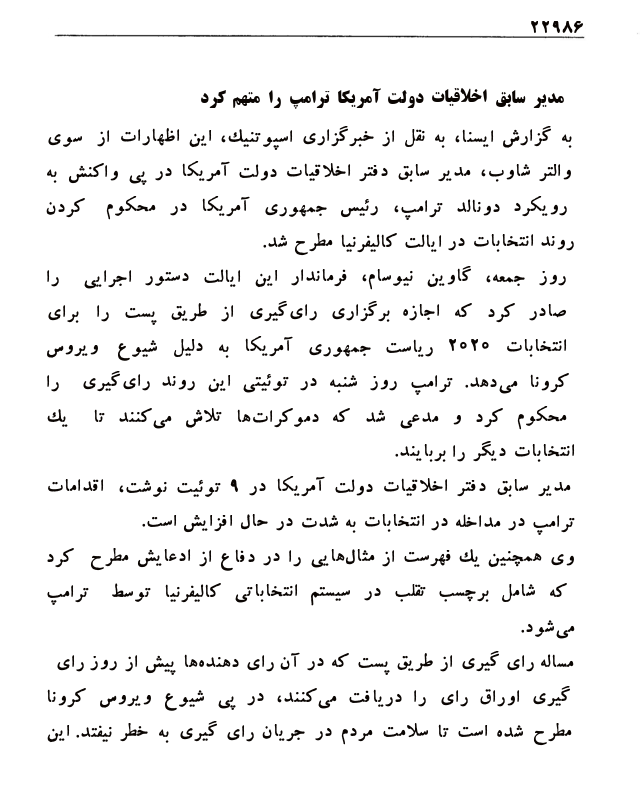 ۲۲۹۸۶
مدیر سابق اخلاقیات دولت آمریکا ترامپ را متهم کرد
به گزارش ایسنا، به نقل از خبرگزاری اسپوتنیك، این اظهارات از سوی
والتر شاوب، مدیر سابق دفتر اخلاقیات دولت آمریکا در پی واکنش به
رویکرد دونالد ترامپ، رئیس جمهوری آمریکا در محکوم کردن
روند انتخابات در ایالت کالیفرنیا مطرح شد.
روز جمعه، گاوین نیوسام، فرماندار این ایالت دستور اجرایی را
صادر کرد که اجازه برگزاری رای‌گیری از طریق پست را برای
انتخابات ۲۰۲۰ ریاست جمهوری آمریکا به دلیل شیوع ویروس
کرونا می‌دهد. ترامپ روز شنبه در توئیتی این روند رای‌گیری را
محکوم کرد و مدعی شد که دموکرات‌ها تلاش می‌کنند تا یك
انتخابات دیگر را بربایند.
مدیر سابق دفتر اخلاقیات دولت آمریکا در ۹ توئیت نوشت، اقدامات
ترامپ در مداخله در انتخابات به شدت در حال افزایش است.
وی همچنین یك فهرست از مثال‌هایی را در دفاع از ادعایش مطرح کرد
که شامل برچسب تقلب در سیستم انتخاباتی کالیفرنیا توسط ترامپ
می‌شود.
مساله رای گیری از طریق پست که در آن رای دهنده‌ها پیش از روز رای
گیری اوراق رای را دریافت می‌کنند، در پی شیوع ویروس کرونا
مطرح شده است تا سلامت مردم در جریان رای گیری به خطر نیفتد. این